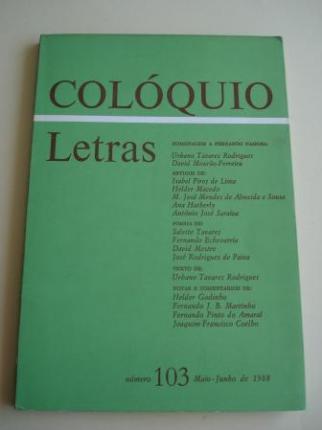 COLÓQUIO
Letras
HOMENAGEM A FERNANDO NAMORA:
Urbano Tavares Rodrigues
David Mourão-Ferreira
ARTIGOS DE:
Isabel Pires de Lima
Helder Macedo
M. José Mendes de Almeida e Sousa
Ana Hatherly
António José Saraiva
POESIA DE:
Salette Tavares
Fernando Echevarría
David Mestre
José Rodrigues de Paiva
TEXTO DE:
Urbano Tavares Rodrigues
NOTAS E COMENTÁRIOS DE:
Helder Godinho
Fernando J. B. Martinho
Fernando Pinto do Amaral
Joaquim-Francisco Coelho
número 103 Maio-Junho de 1988